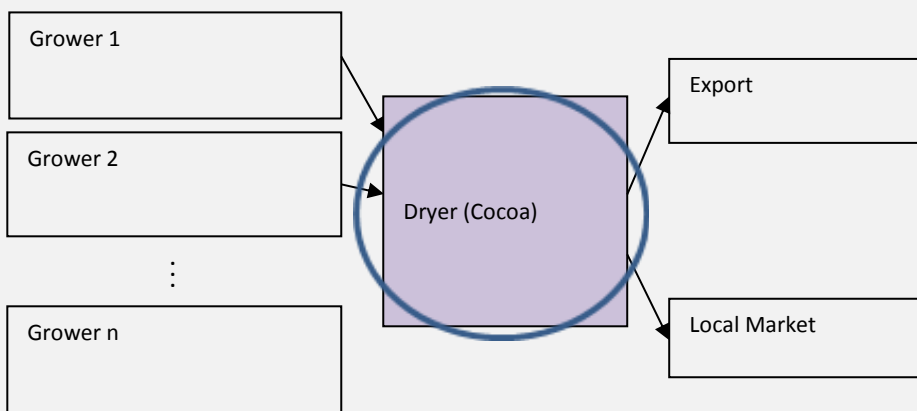 Grower 1
Grower 2
⋮
Grower n
Dryer (Cocoa)
Export
Local Market